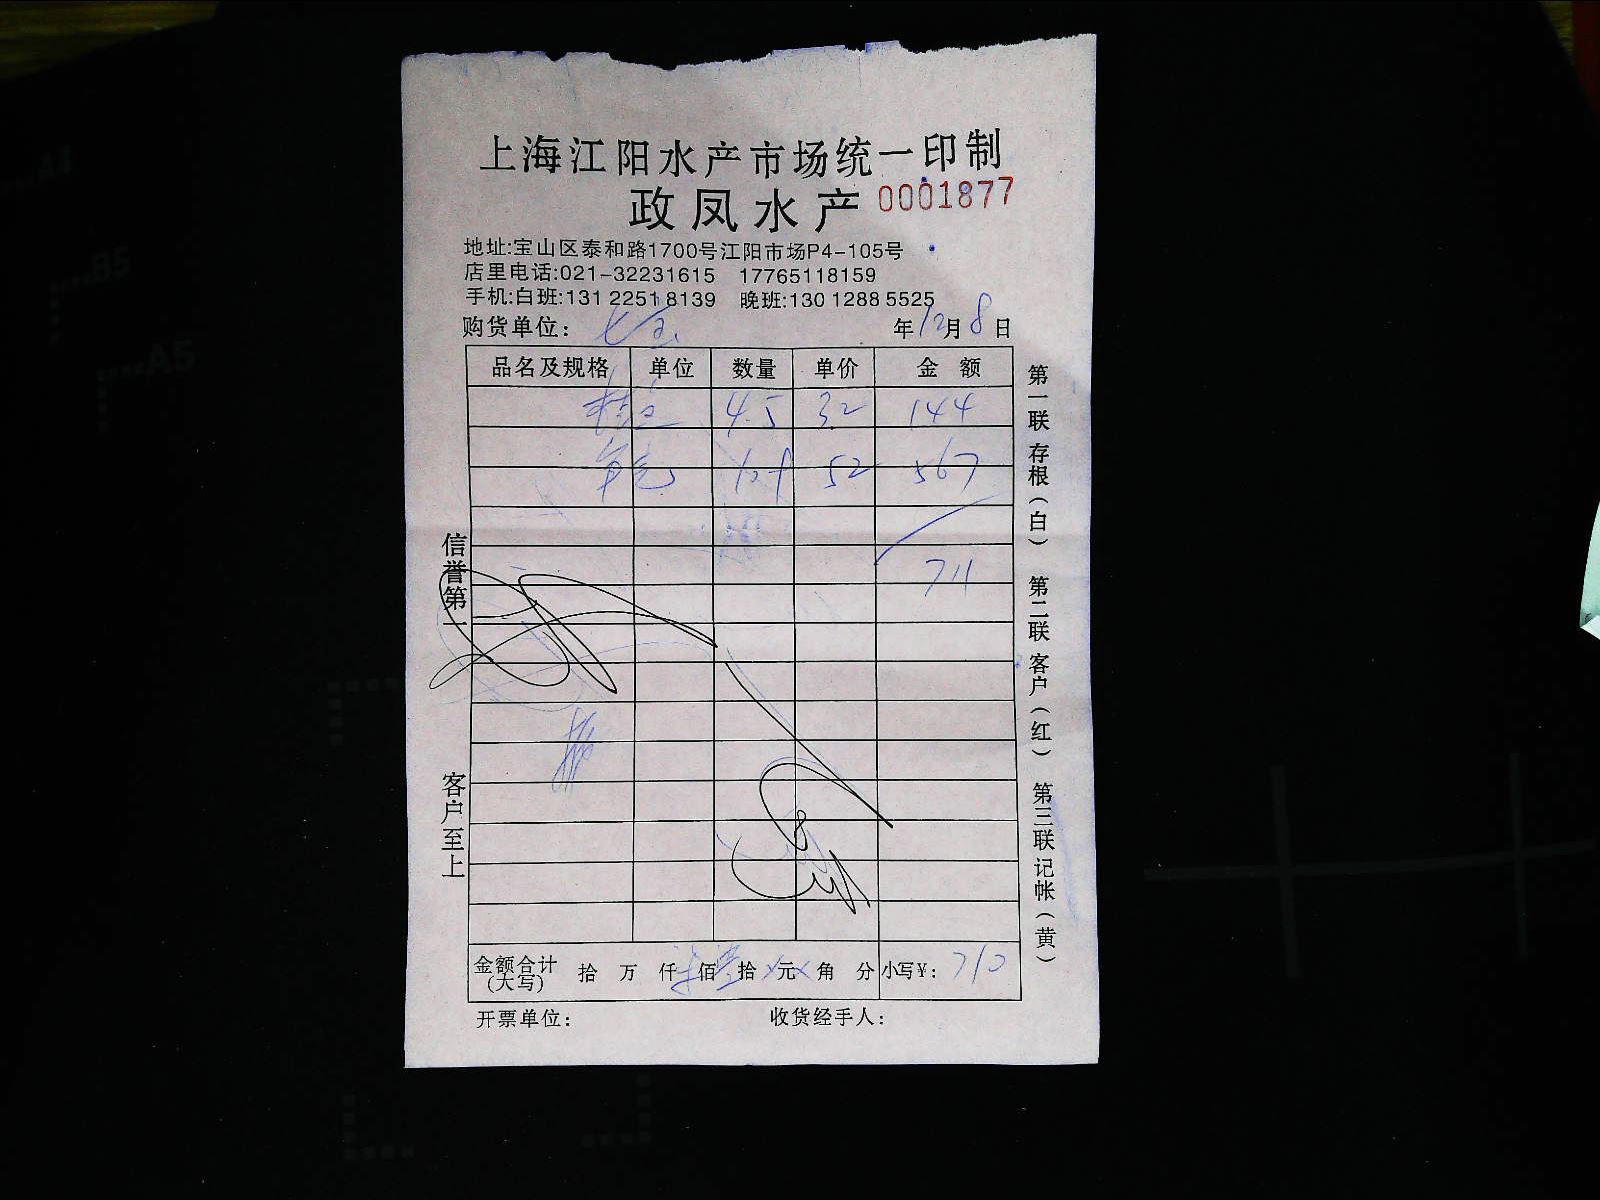 上海江阳水产市场统一印制
政凤水产 0001877
地址:宝山区泰和路1700号江阳市场P4-105号
店里电话:021-32231615 17765118159
手机:白班:131 2251 8139 晚班:130 1288 5525
购货单位: 年12月8日
品名及规格 单位 数量 单价 金 额
4.5 32 144
52 567
711
金额合计(大写) 拾 万 仟 佰 拾 元 角 分 小写¥: 710
开票单位: 收货经手人:
信誉第一
客户至上
第一联 存根(白)
第二联 客户(红)
第三联 记帐(黄)